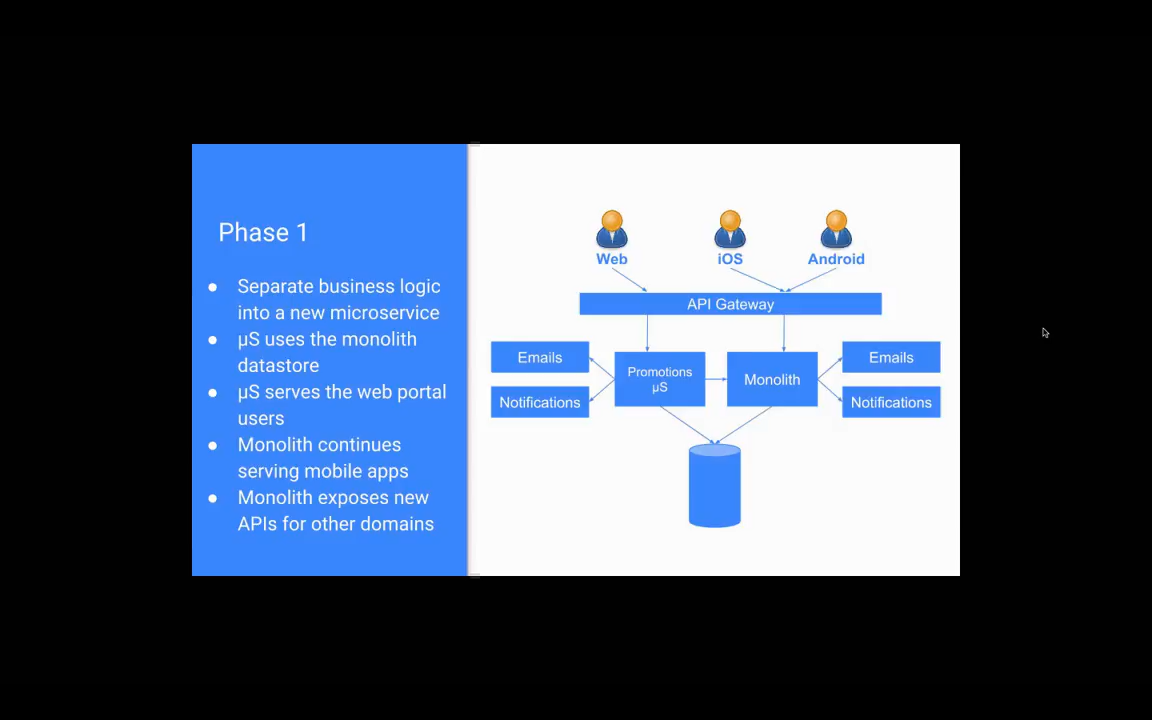 Phase 1
● Separate business logic
into a new microservice
● µS uses the monolith
datastore
● µS serves the web portal
users
● Monolith continues
serving mobile apps
● Monolith exposes new
APIs for other domains
Web iOS Android
API Gateway
Emails
Notifications
Promotions
µS
Monolith
Emails
Notifications